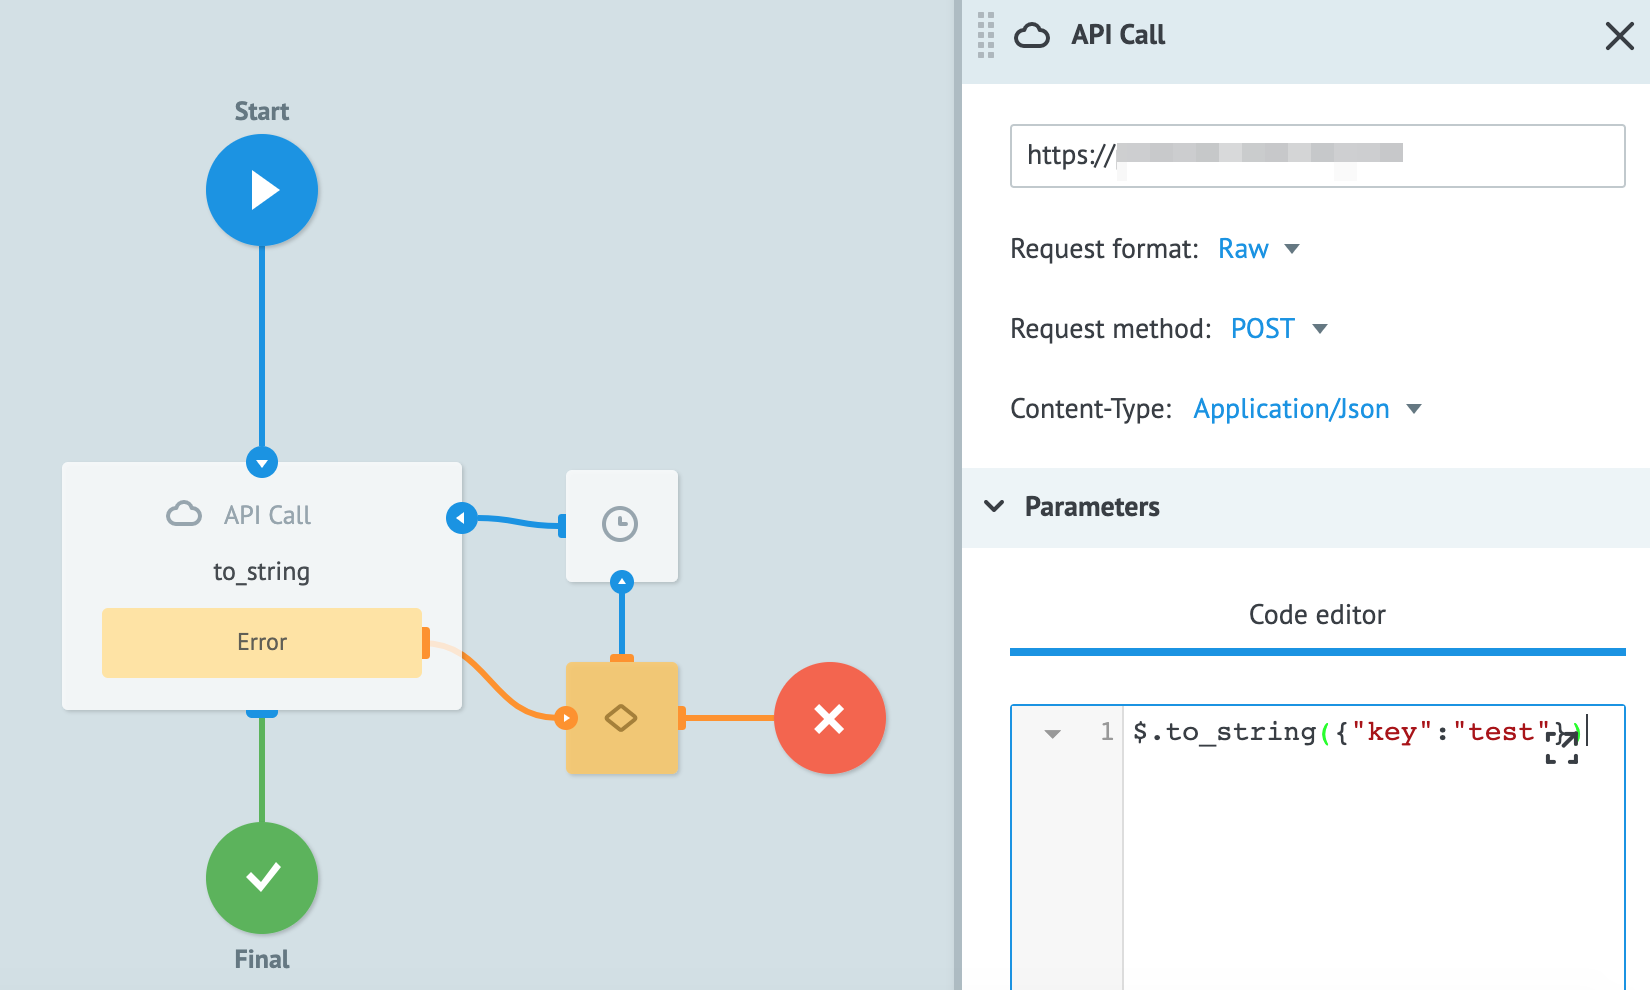 Start
API Call
to_string
Error
Final
API Call
https://
Request format: Raw
Request method: POST
Content-Type: Application/Json
Parameters
Code editor
1
$.to_string({"key":"test"})